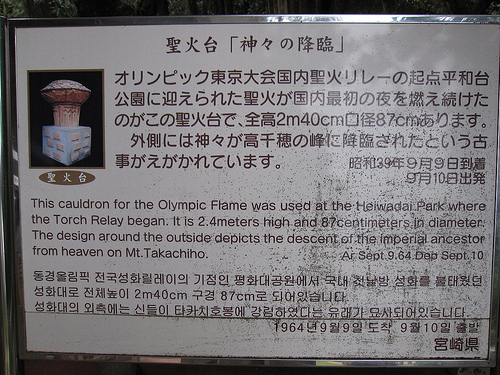 聖火台「神々の降臨」
オリンピック東京大会国内聖火リレーの起点平和台
公園に迎えられた聖火が国内最初の夜を燃え続けた
のがこの聖火台で、全高2m40cm口径87cmあります。
外側には神々が高千穂の峰に降臨されたという古
事がえがかれています。
昭和39年9月9日到着
9月10日出発
聖火台
This cauldron for the Olympic Flame was used at the Heiwadai Park where
the Torch Relay began. It is 2.4meters high and 87centimeters in diameter.
The design around the outside depicts the descent of the imperial ancestor
from heaven on Mt.Takachiho.
Ar Sept.9.64 Dep Sept.10
동경올림픽 전국성화릴레이의 기점인 평화대공원에서 국내 첫날밤 성화를 불태웠던
성화대로 전체높이 2m40cm 구경 87cm로 되어있습니다
성화대의 외측에는 신들이 타카치호봉에 강림하였다는 유래가 묘사되어있습니다.
1964년9월9일 도착 9월10일 출발
宮崎県